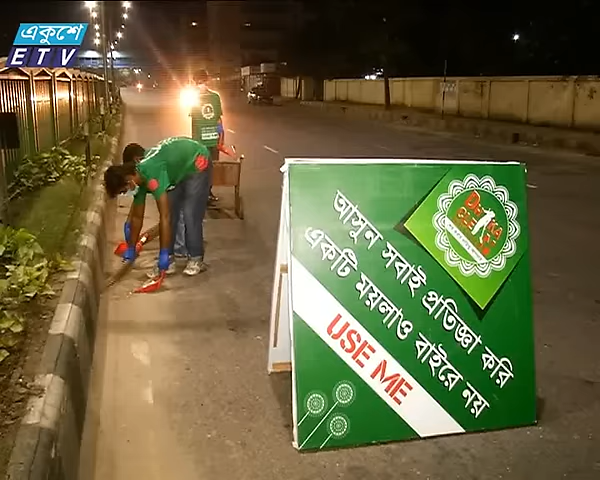 একুশে
ETV
আসুন সবাই প্রতিজ্ঞা করি
একটি ময়লাও বাইরে নয়
USE ME